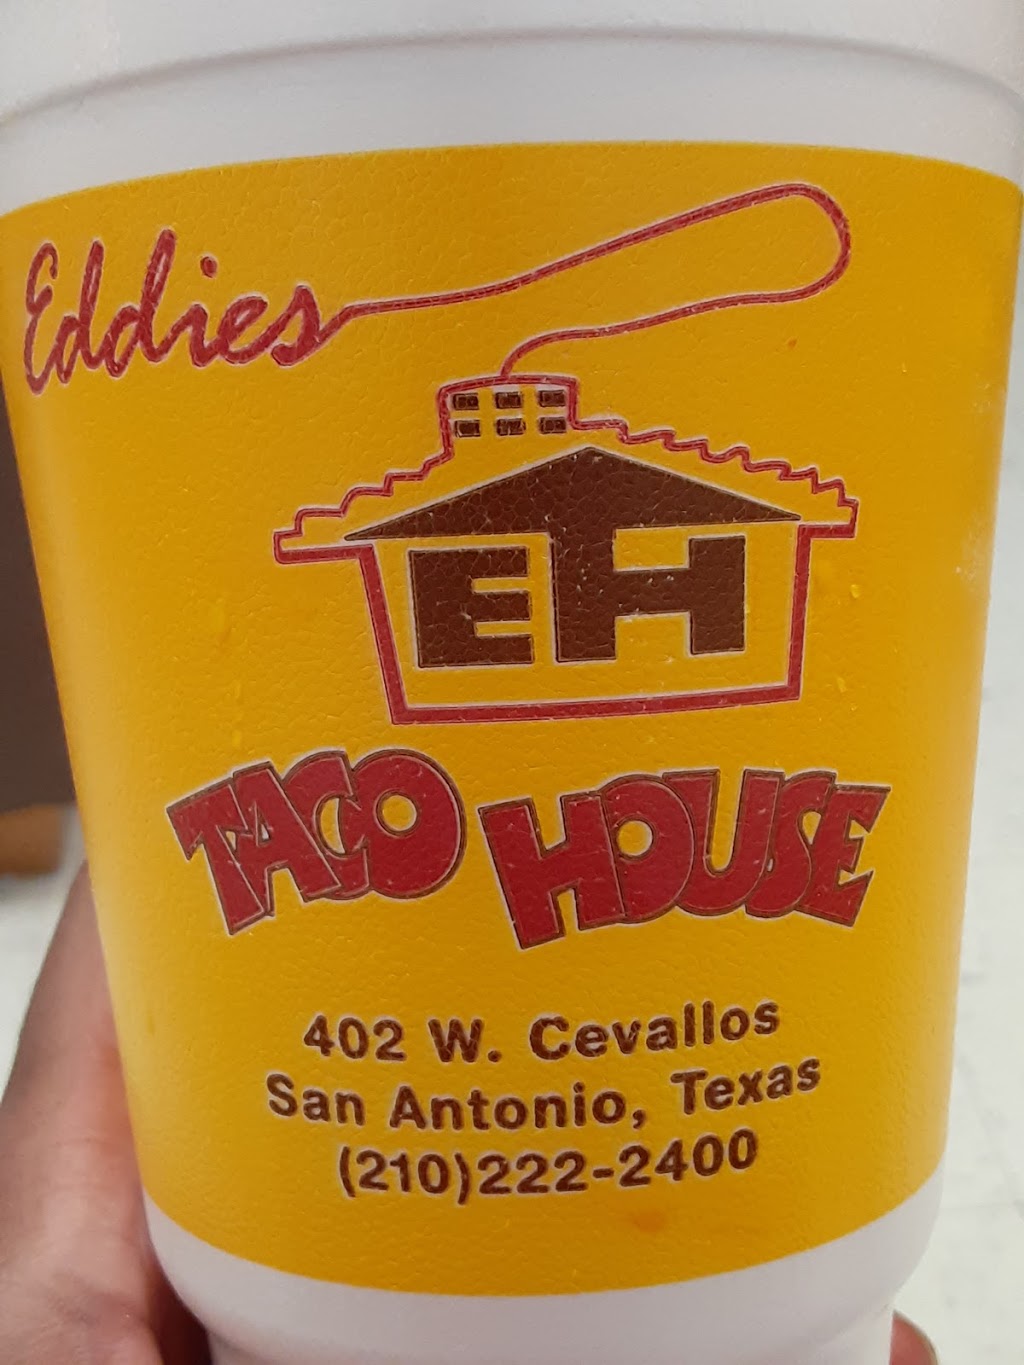 Eddies
EH
TACO HOUSE
402 W. Cevallos
San Antonio, Texas
(210)222-2400